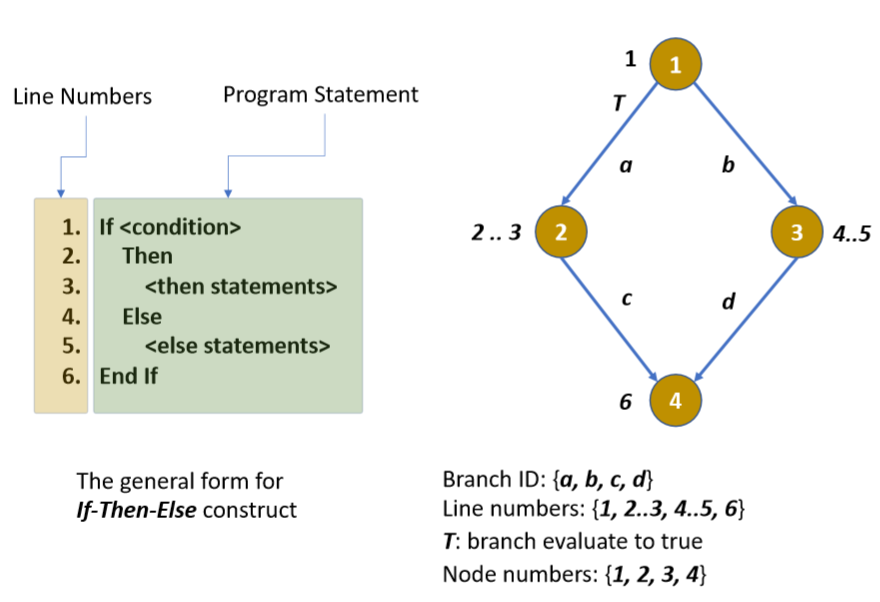 Line Numbers
Program Statement
1. If <condition>
2. Then
3. <then statements>
4. Else
5. <else statements>
6. End If
The general form for
If-Then-Else construct
1
1
T
a
b
2 .. 3
2
3
4..5
c
d
6
4
Branch ID: {a, b, c, d}
Line numbers: {1, 2..3, 4..5, 6}
T: branch evaluate to true
Node numbers: {1, 2, 3, 4}